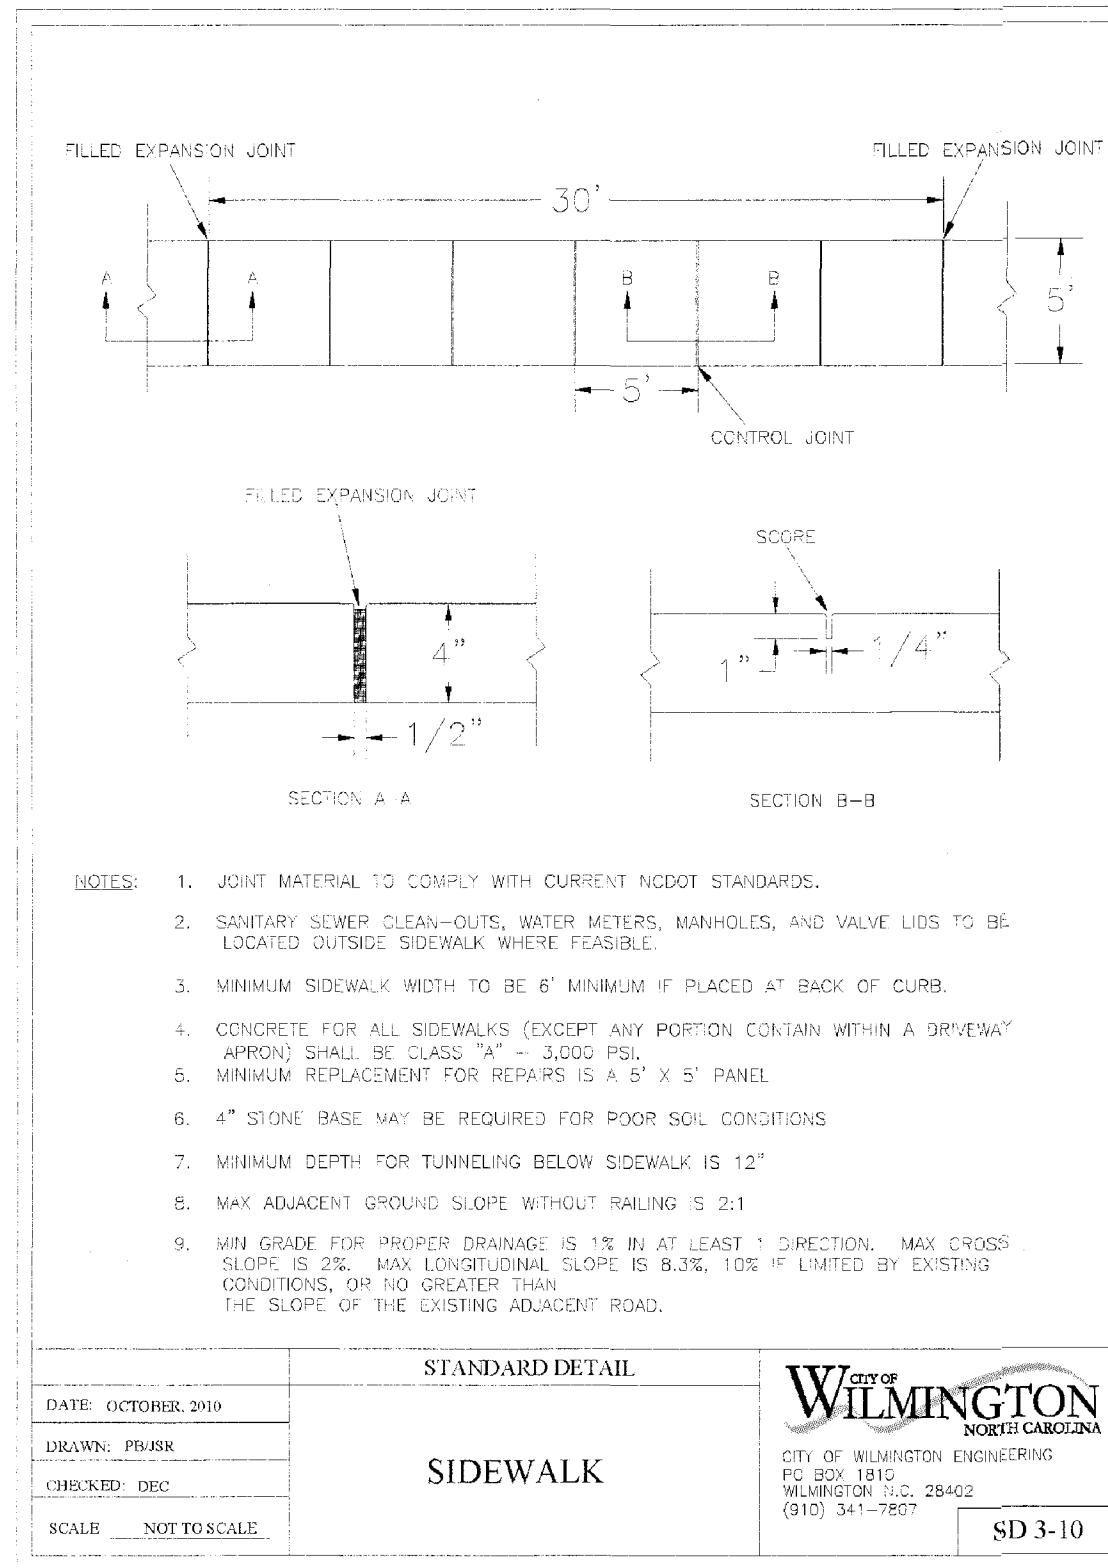 FILLED EXPANSION JOINT
FILLED EXPANSION JOINT
30'
A
A
B
B
5'
5'
CONTROL JOINT
FILLED EXPANSION JOINT
SCORE
4"
1"
1/4"
1/2"
SECTION A-A
SECTION B-B
NOTES:
1. JOINT MATERIAL TO COMPLY WITH CURRENT NCDOT STANDARDS.
2. SANITARY SEWER CLEAN-OUTS, WATER METERS, MANHOLES, AND VALVE LIDS TO BE
LOCATED OUTSIDE SIDEWALK WHERE FEASIBLE.
3. MINIMUM SIDEWALK WIDTH TO BE 6' MINIMUM IF PLACED AT BACK OF CURB.
4. CONCRETE FOR ALL SIDEWALKS (EXCEPT ANY PORTION CONTAIN WITHIN A DRIVEWAY
APRON) SHALL BE CLASS "A" - 3,000 PSI.
5. MINIMUM REPLACEMENT FOR REPAIRS IS A 5' X 5' PANEL
6. 4" STONE BASE MAY BE REQUIRED FOR POOR SOIL CONDITIONS
7. MINIMUM DEPTH FOR TUNNELING BELOW SIDEWALK IS 12"
8. MAX ADJACENT GROUND SLOPE WITHOUT RAILING IS 2:1
9. MIN GRADE FOR PROPER DRAINAGE IS 1% IN AT LEAST 1 DIRECTION. MAX CROSS
SLOPE IS 2%. MAX LONGITUDINAL SLOPE IS 8.3%, 10% IF LIMITED BY EXISTING
CONDITIONS, OR NO GREATER THAN
THE SLOPE OF THE EXISTING ADJACENT ROAD.
STANDARD DETAIL
DATE: OCTOBER, 2010
DRAWN: PB/JSR
CHECKED: DEC
SCALE NOT TO SCALE
SIDEWALK
CITY OF
WILMINGTON
NORTH CAROLINA
CITY OF WILMINGTON ENGINEERING
PO BOX 1810
WILMINGTON N.C. 28402
(910) 341-7807
SD 3-10